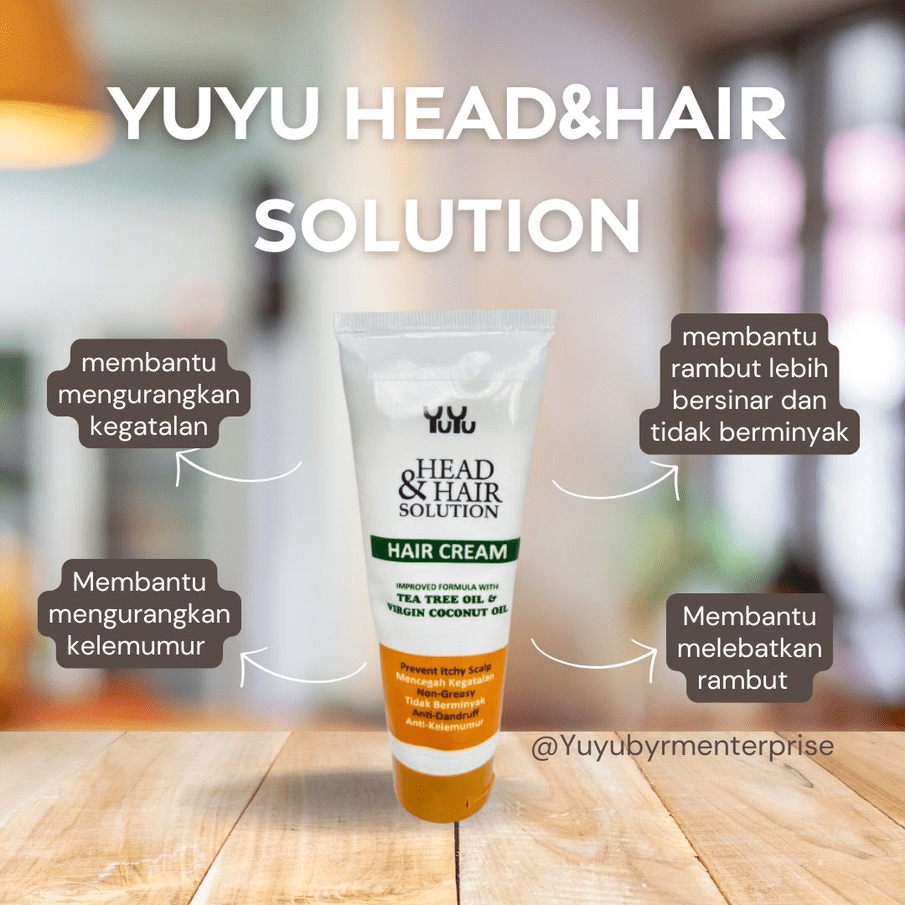 YUYU HEAD&HAIR
SOLUTION
membantu
mengurangkan
kegatalan
membantu
rambut lebih
bersinar dan
tidak berminyak
YuYu
HEAD
& HAIR
SOLUTION
HAIR CREAM
IMPROVED FORMULA WITH
TEA TREE OIL &
VIRGIN COCONUT OIL
Prevent Itchy Scalp
Mencegah Kegatalan
Non-Greasy
Tidak Berminyak
Anti-Dandruff
Anti-Kelemumur
Membantu
mengurangkan
kelemumur
Membantu
melebatkan
rambut
@Yuyubyrmenterprise